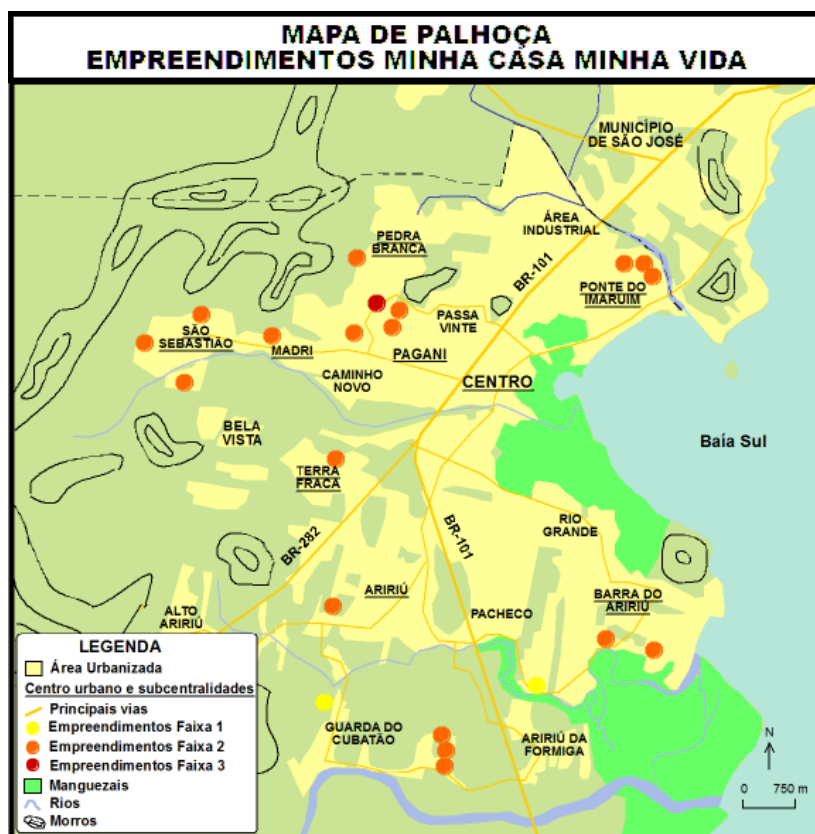 MAPA DE PALHOÇA
EMPREENDIMENTOS MINHA CASA MINHA VIDA
MUNICÍPIO
DE SÃO JOSÉ
ÁREA
INDUSTRIAL
PEDRA
BRANCA
BR-101
PONTE DO
IMARUIM
PASSA
VINTE
SÃO
SEBASTIÃO
MADRI
PAGANI
CAMINHO
NOVO
CENTRO
BELA
VISTA
Baía Sul
TERRA
FRACA
RIO
GRANDE
BR-282
BR-101
ARIRIÚ
PACHECO
BARRA DO
ARIRIÚ
ALTO
ARIRIÚ
GUARDA DO
CUBATÃO
ARIRIÚ DA
FORMIGA
LEGENDA
Área Urbanizada
Centro urbano e subcentralidades
Principais vias
Empreendimentos Faixa 1
Empreendimentos Faixa 2
Empreendimentos Faixa 3
Manguezais
Rios
Morros
N
0 750 m